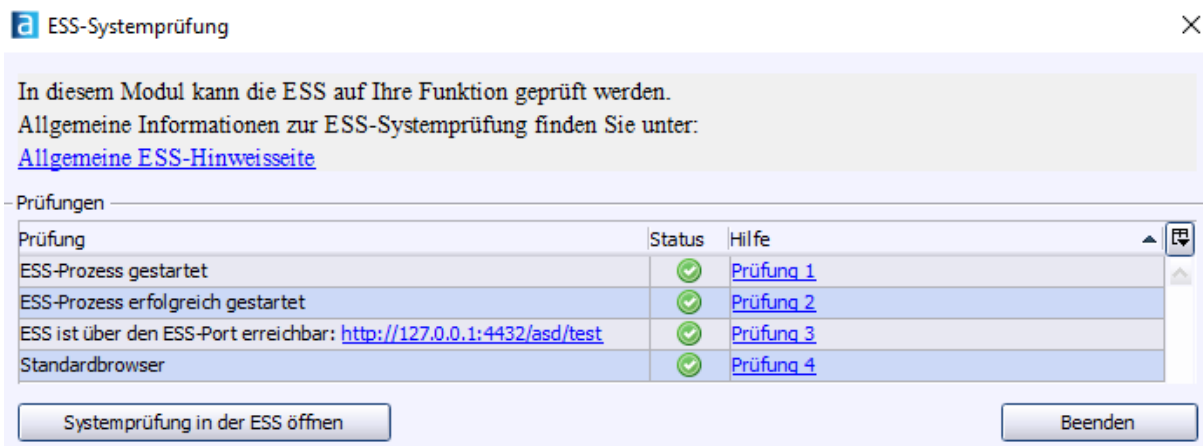 ESS-Systemprüfung
In diesem Modul kann die ESS auf Ihre Funktion geprüft werden.
Allgemeine Informationen zur ESS-Systemprüfung finden Sie unter:
Allgemeine ESS-Hinweisseite
Prüfungen
Prüfung Status Hilfe
ESS-Prozess gestartet Prüfung 1
ESS-Prozess erfolgreich gestartet Prüfung 2
ESS ist über den ESS-Port erreichbar: http://127.0.0.1:4432/asd/test Prüfung 3
Standardbrowser Prüfung 4
Systemprüfung in der ESS öffnen Beenden